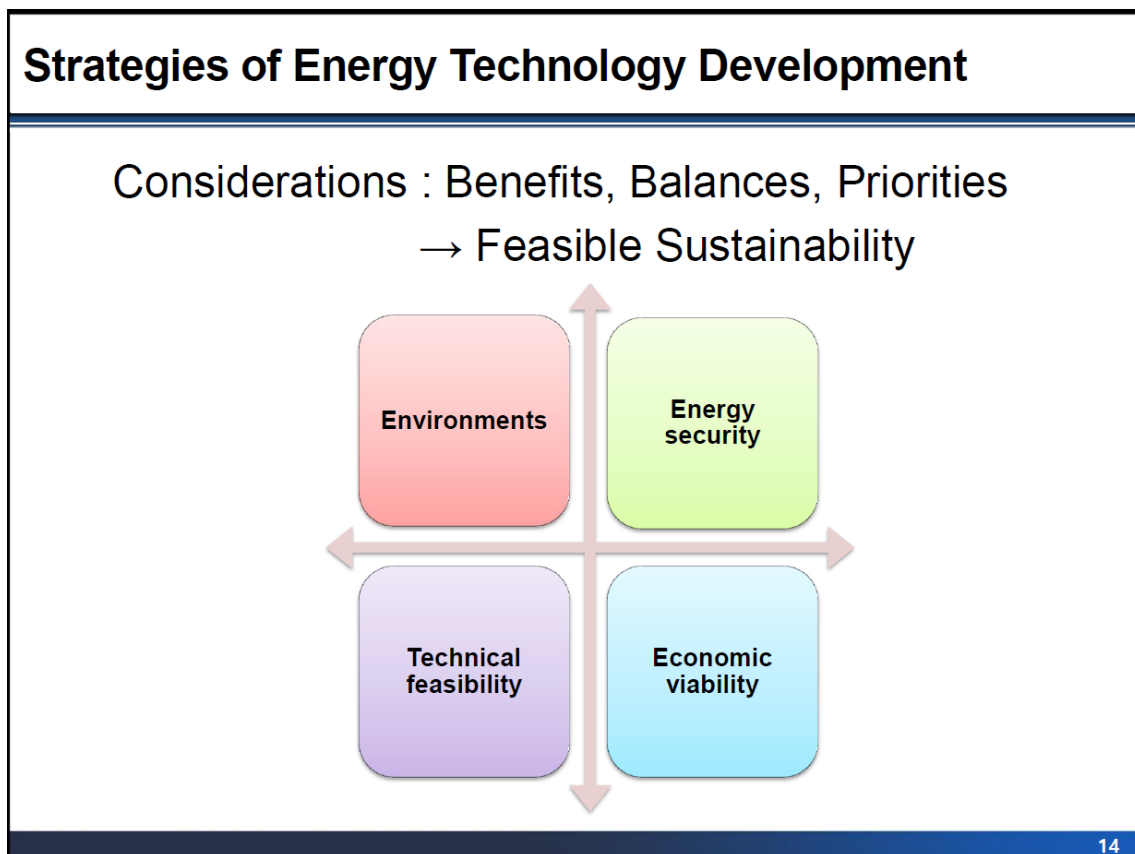 Strategies of Energy Technology Development
Considerations : Benefits, Balances, Priorities
→ Feasible Sustainability
Environments
Energy
security
Technical
feasibility
Economic
viability
14